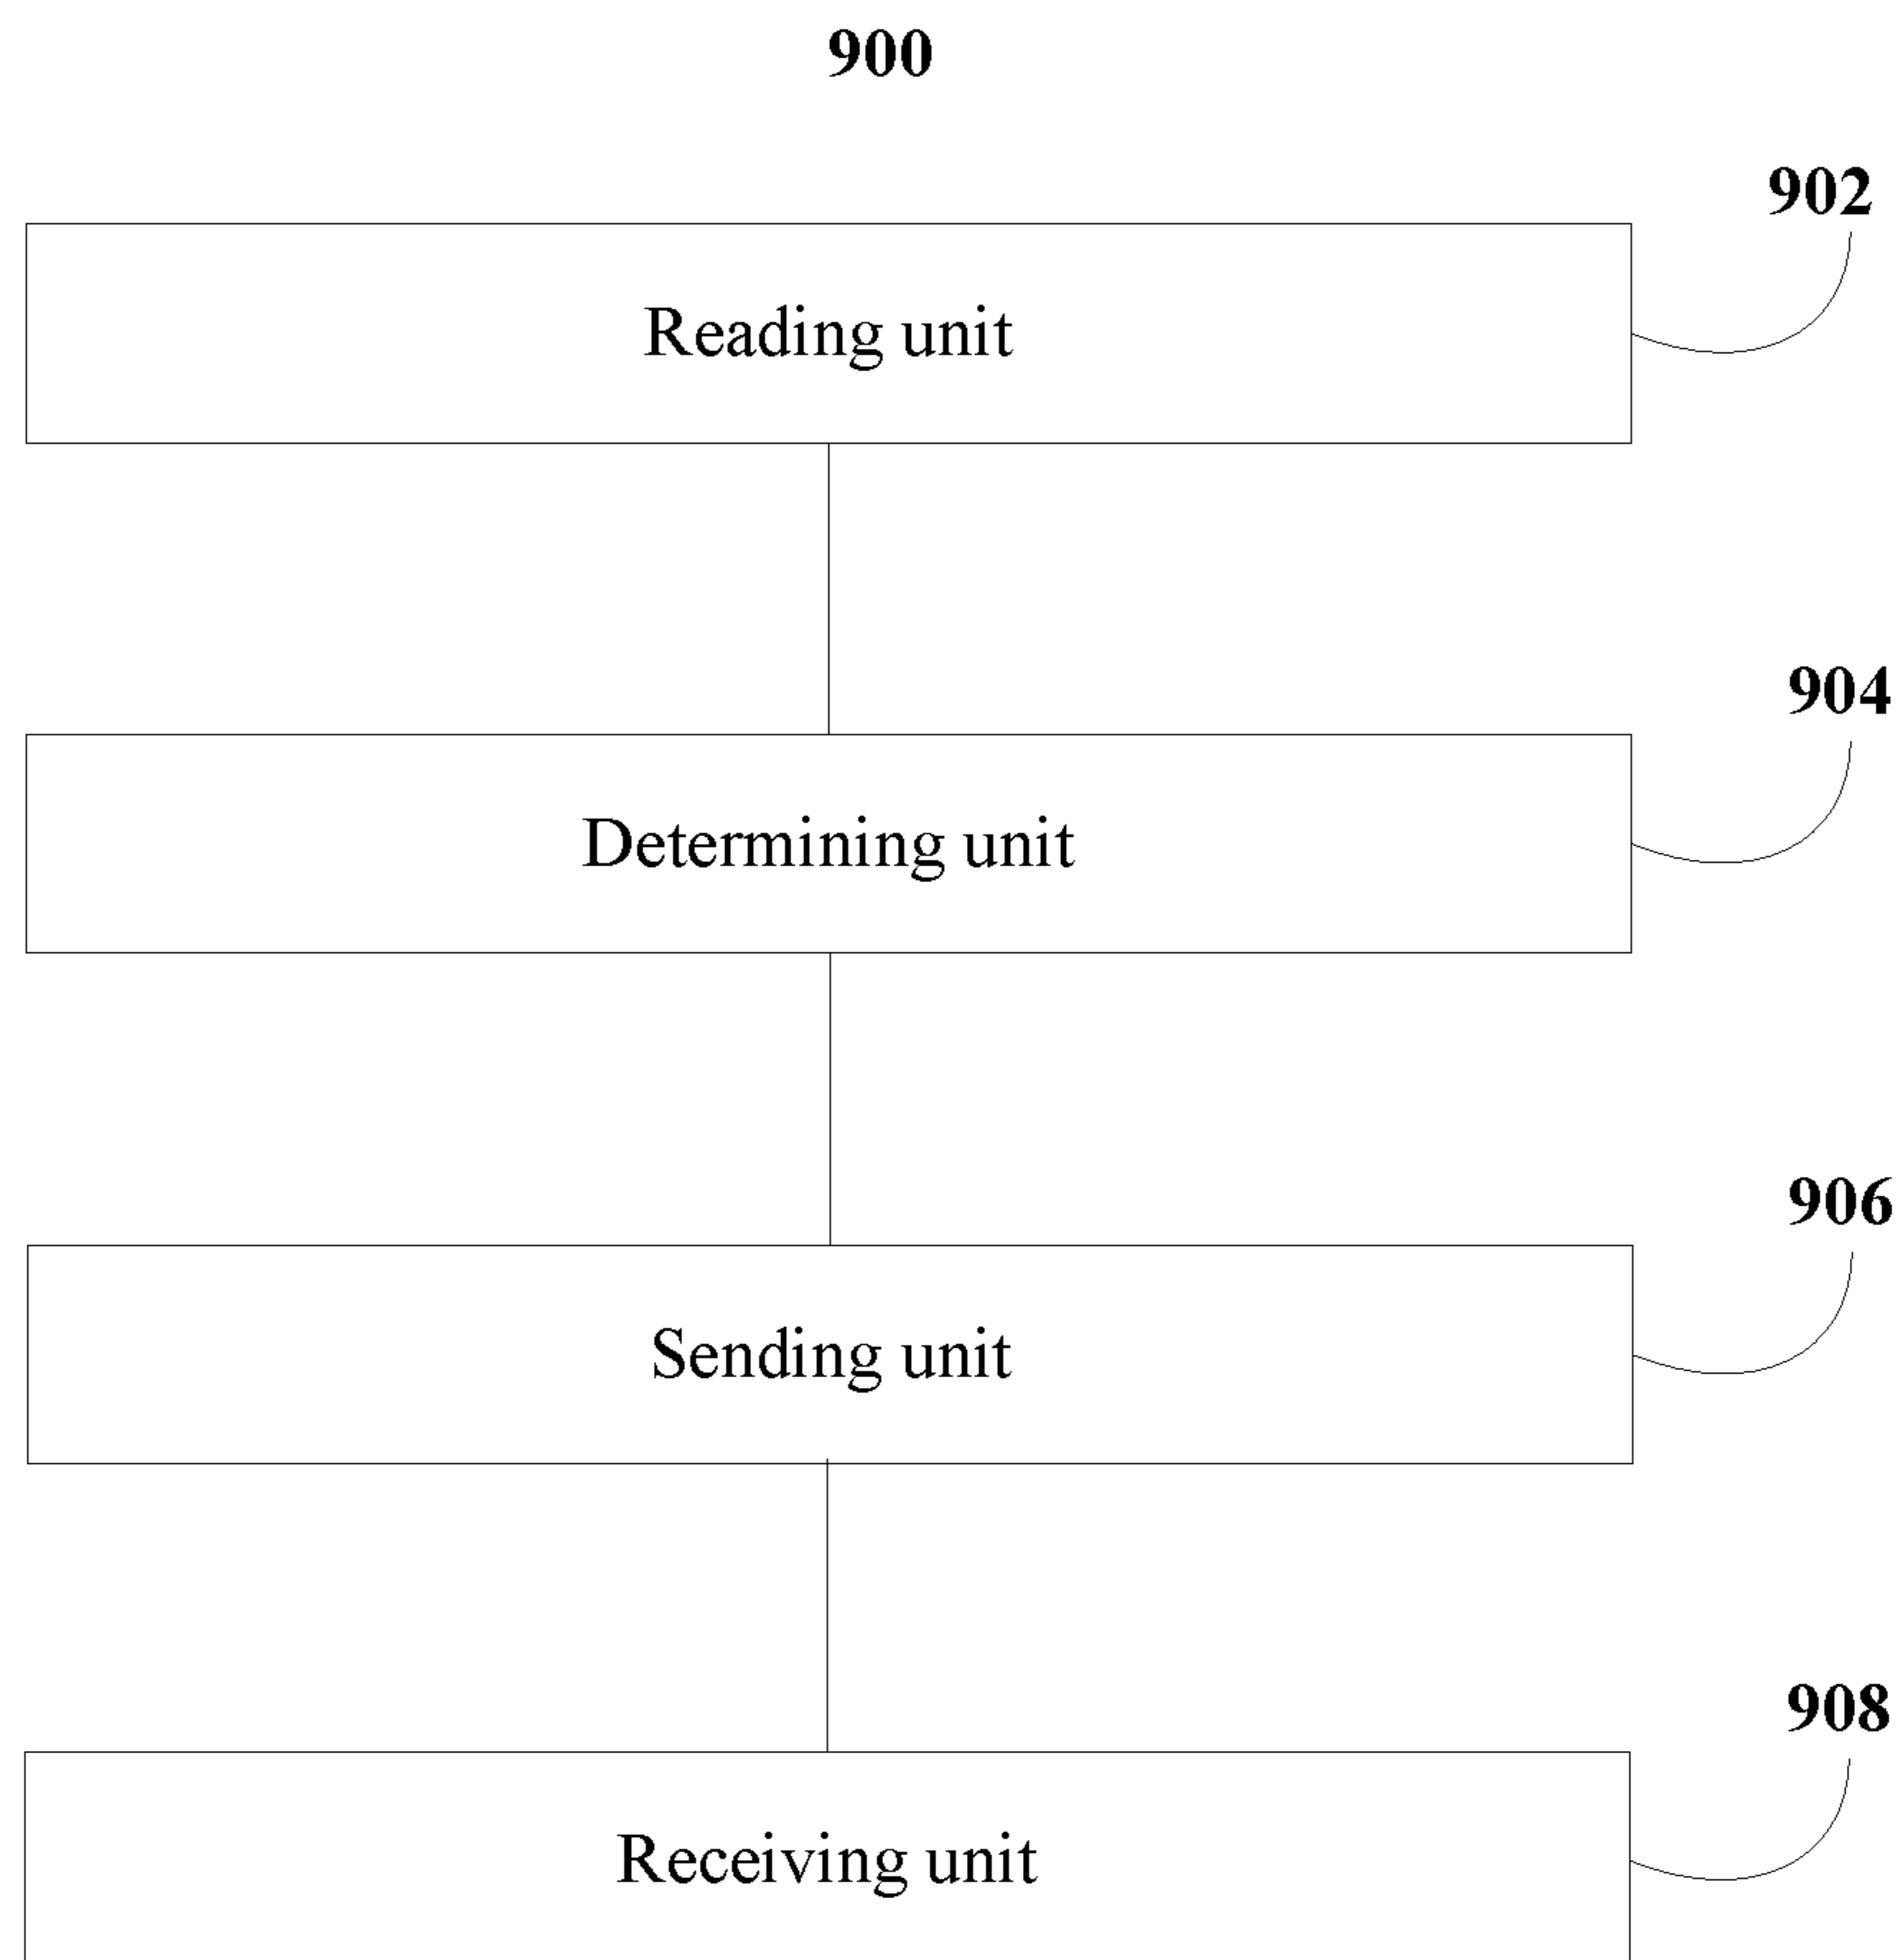 900
902
Reading unit
904
Determining unit
906
Sending unit
908
Receiving unit